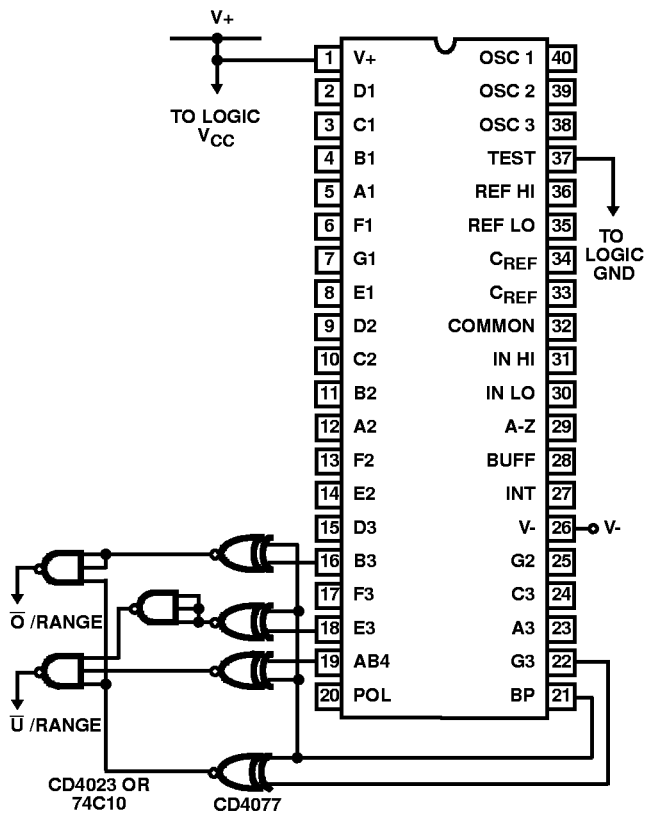 V+
TO LOGIC
VCC
1 V+ OSC 1 40
2 D1 OSC 2 39
3 C1 OSC 3 38
4 B1 TEST 37
5 A1 REF HI 36
6 F1 REF LO 35
7 G1 CREF 34
8 E1 CREF 33
9 D2 COMMON 32
10 C2 IN HI 31
11 B2 IN LO 30
12 A2 A-Z 29
13 F2 BUFF 28
14 E2 INT 27
15 D3 V- 26 V-
16 B3 G2 25
17 F3 C3 24
18 E3 A3 23
19 AB4 G3 22
20 POL BP 21
TO
LOGIC
GND
O̅ /RANGE
U̅ /RANGE
CD4023 OR
74C10
CD4077